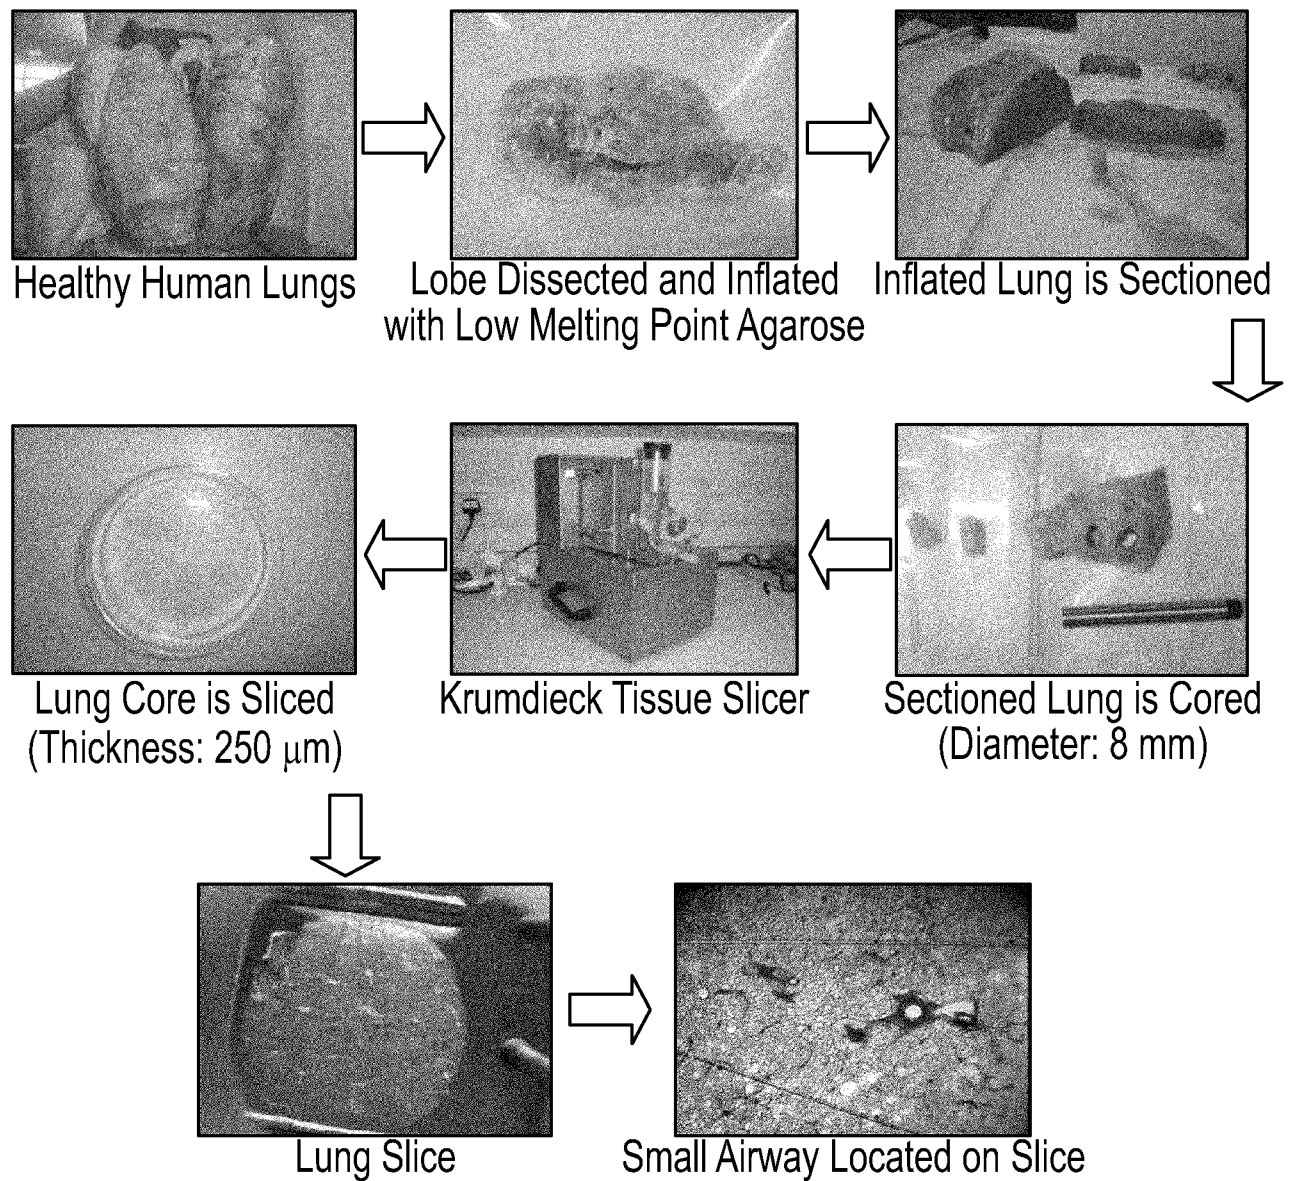 Healthy Human Lungs
Lobe Dissected and Inflated
with Low Melting Point Agarose
Inflated Lung is Sectioned
Sectioned Lung is Cored
(Diameter: 8 mm)
Krumdieck Tissue Slicer
Lung Core is Sliced
(Thickness: 250 μm)
Lung Slice
Small Airway Located on Slice